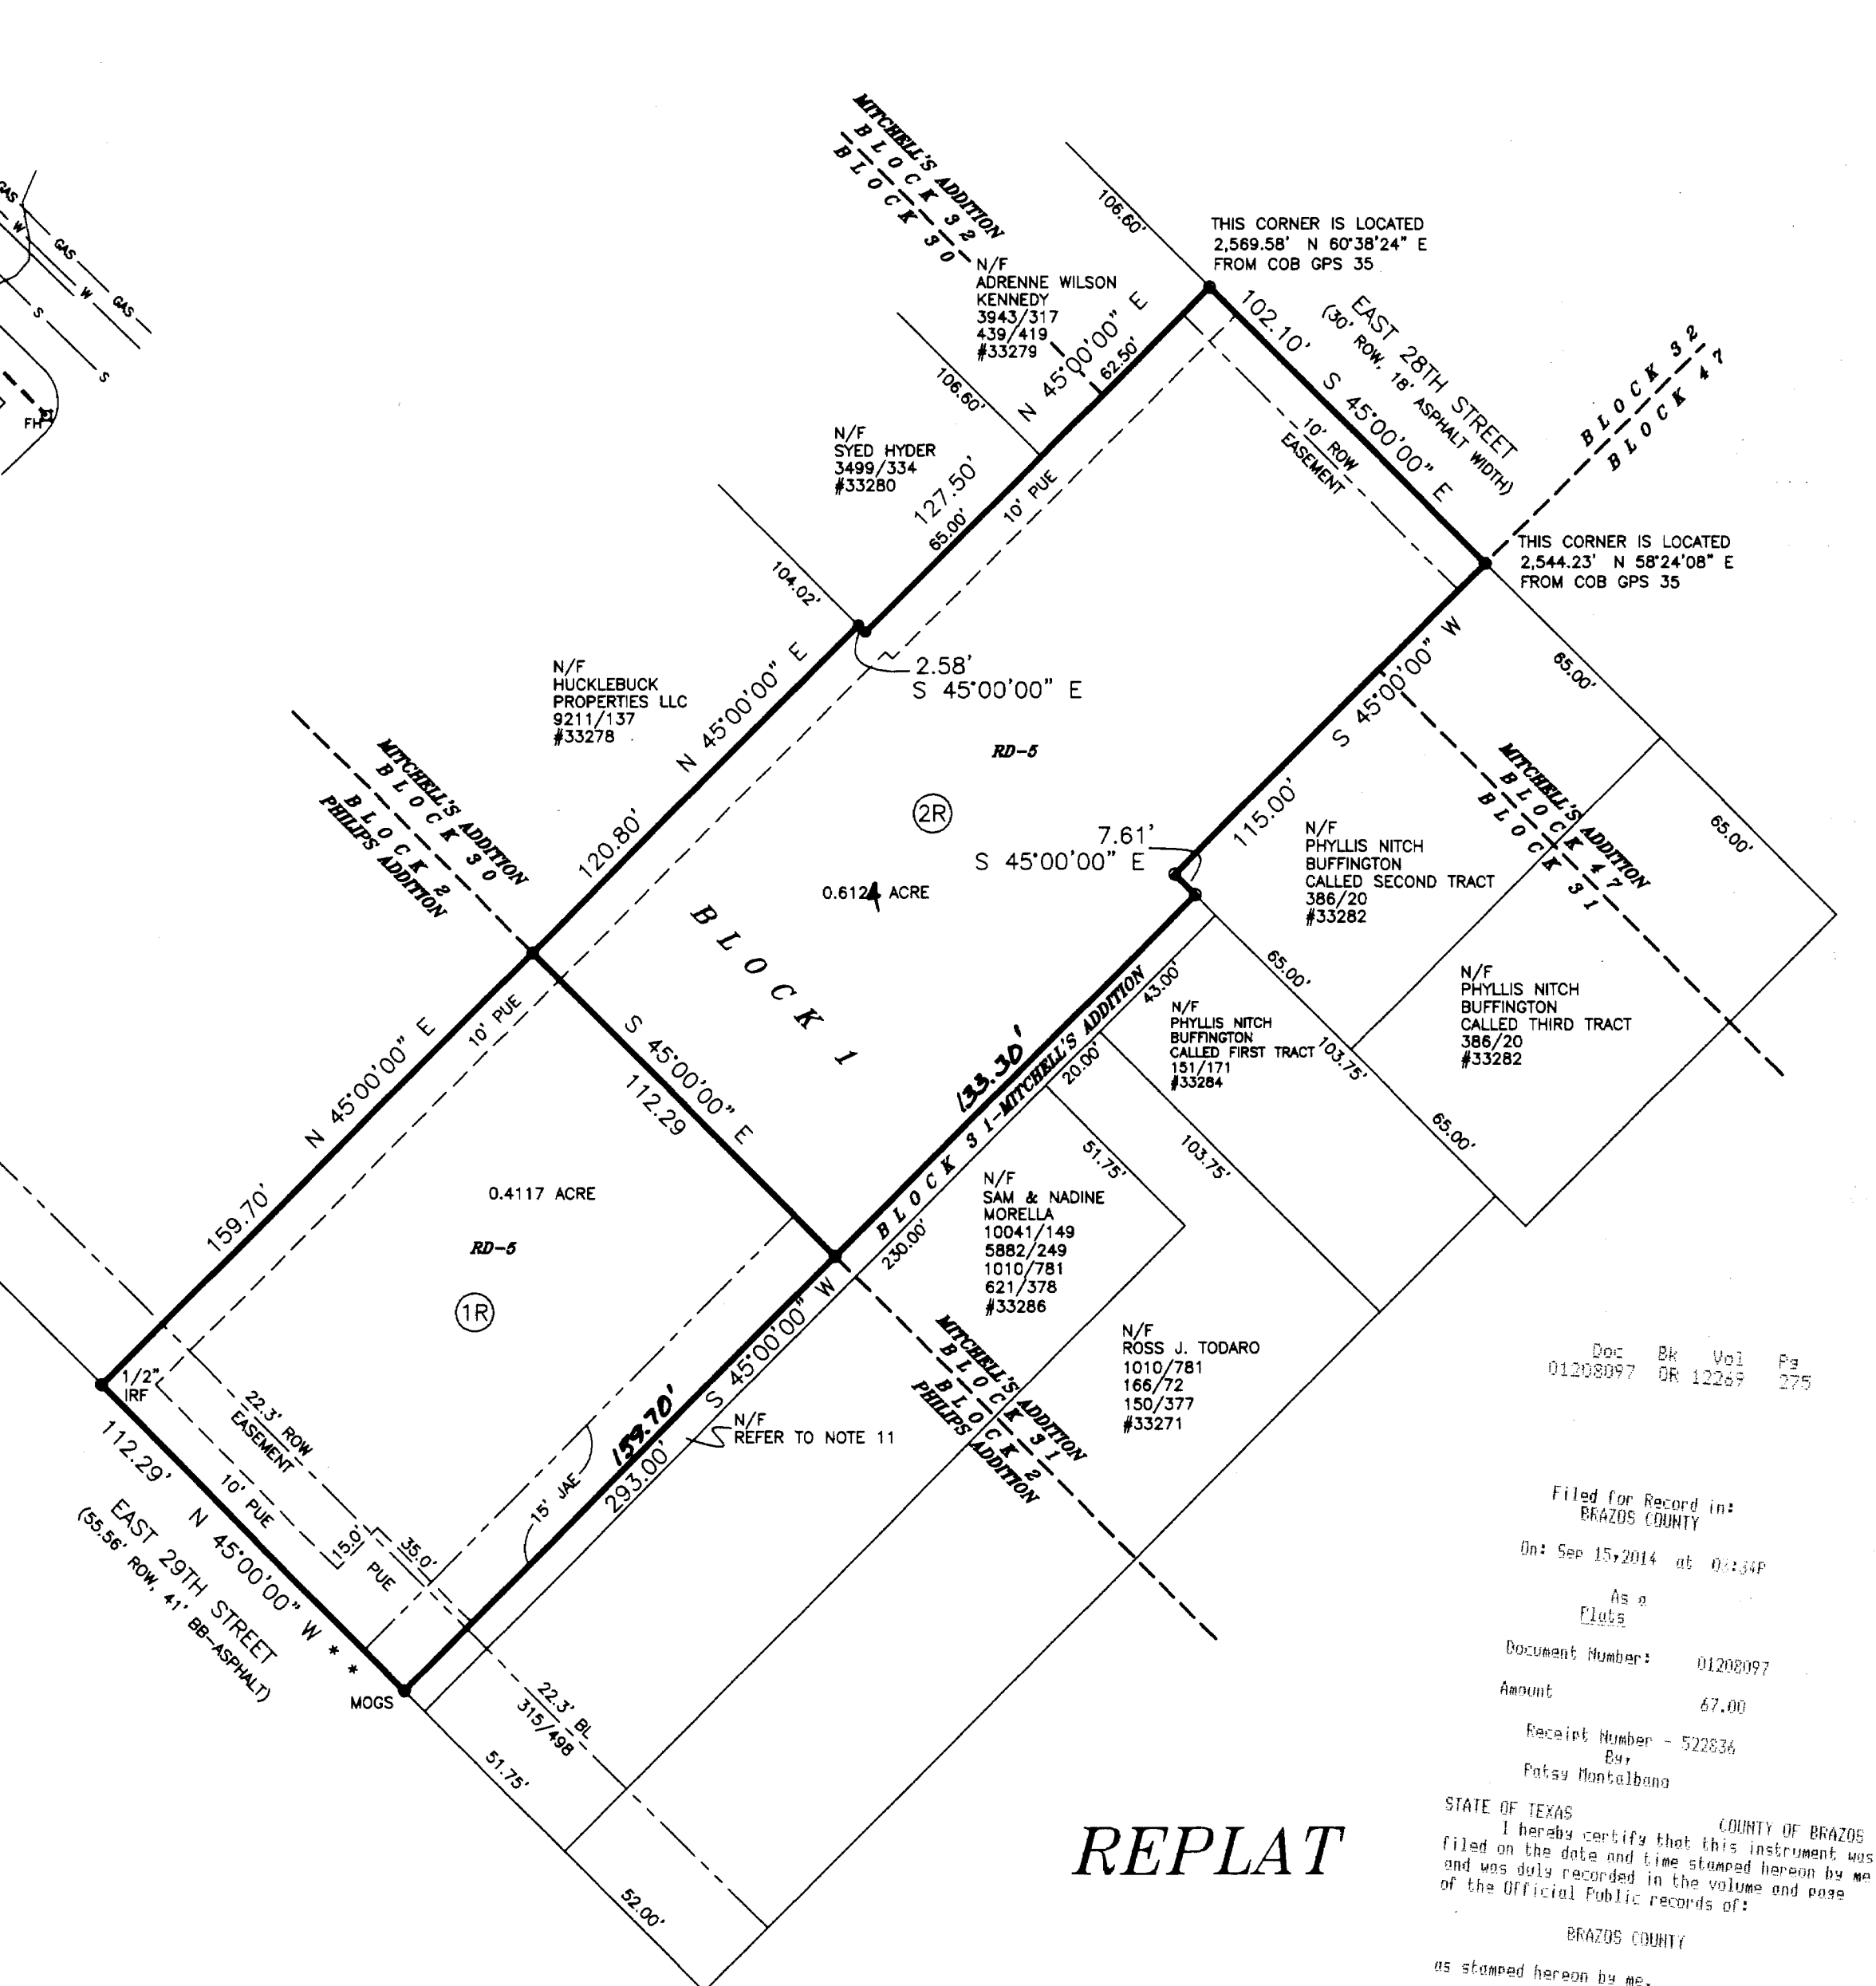 GAS
W
GAS
W
GAS
S
S
FH
MITCHELL'S ADDITION
BLOCK 32
BLOCK 30
106.60'
THIS CORNER IS LOCATED
2,569.58' N 60°38'24" E
FROM COB GPS 35
N/F
ADRENNE WILSON
KENNEDY
3943/317
439/419
#33279
N 45°00'00" E
62.50'
102.10'
S 45°00'00" E
EAST 28TH STREET
(30' ROW, 18' ASPHALT WIDTH)
10' ROW
EASEMENT
BLOCK 32
BLOCK 47
106.60'
N/F
SYED HYDER
3499/334
#33280
127.50'
65.00'
10' PUE
THIS CORNER IS LOCATED
2,544.23' N 58°24'08" E
FROM COB GPS 35
104.02'
2.58'
S 45°00'00" E
S 45°00'00" W
65.00'
N/F
HUCKLEBUCK
PROPERTIES LLC
9211/137
#33278
N 45°00'00" E
120.80'
RD-5
2R
0.6124 ACRE
7.61'
S 45°00'00" E
115.00'
MITCHELL'S ADDITION
BLOCK 47
BLOCK 31
65.00'
MITCHELL'S ADDITION
BLOCK 30
BLOCK 2
PHILIPS ADDITION
N/F
PHYLLIS NITCH
BUFFINGTON
CALLED SECOND TRACT
386/20
#33282
BLOCK 1
65.00'
N/F
PHYLLIS NITCH
BUFFINGTON
CALLED THIRD TRACT
386/20
#33282
43.00'
N/F
PHYLLIS NITCH
BUFFINGTON
CALLED FIRST TRACT
151/171
#33284
103.75'
65.00'
10' PUE
N 45°00'00" E
159.70'
S 45°00'00" E
112.29
133.30'
BLOCK 31-MITCHELL'S ADDITION
20.00'
51.75'
103.75'
230.00'
N/F
SAM & NADINE
MORELLA
10041/149
5882/249
1010/781
621/378
#33286
0.4117 ACRE
RD-5
1R
S 45°00'00" W
159.70'
293.00'
15' JAE
N/F
REFER TO NOTE 11
MITCHELL'S ADDITION
BLOCK 31
BLOCK 2
PHILIPS ADDITION
N/F
ROSS J. TODARO
1010/781
166/72
150/377
#33271
1/2"
IRF
22.3' ROW
EASEMENT
10' PUE
15.0'
35.0'
PUE
112.29'
N 45°00'00" W * *
EAST 29TH STREET
(55.56' ROW, 41' BB-ASPHALT)
MOGS
22.3' BL
315/498
51.75'
52.00'
REPLAT
Doc Bk Vol Pg
01208097 OR 12269 275
Filed for Record in:
BRAZOS COUNTY
On: Sep 15,2014 at 03:34P
As a
Plats
Document Number: 01208097
Amount 67.00
Receipt Number - 522836
By,
Patsy Montalbano
STATE OF TEXAS COUNTY OF BRAZOS
I hereby certify that this instrument was
filed on the date and time stamped hereon by me
and was duly recorded in the volume and page
of the Official Public records of:
BRAZOS COUNTY
as stamped hereon by me.